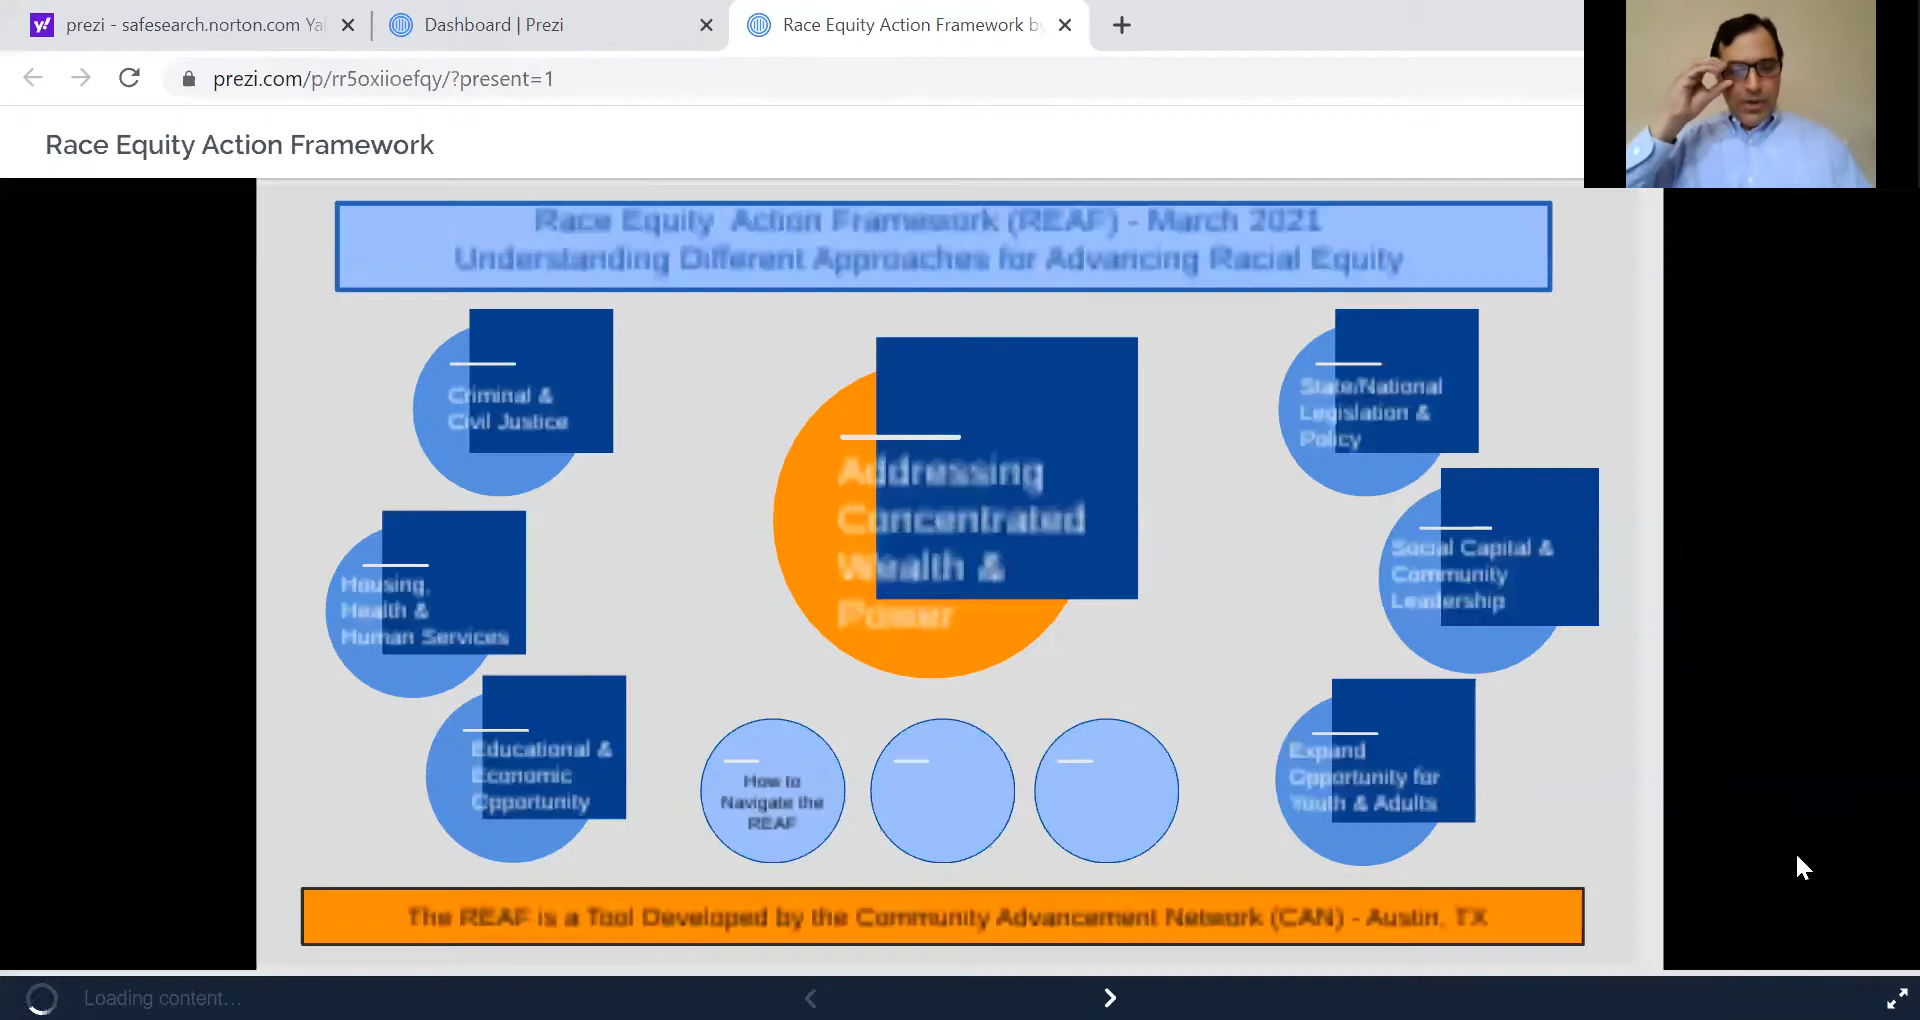 prezi - safesearch.norton.com Ya
Dashboard | Prezi
Race Equity Action Framework by
prezi.com/p/rr5oxiioefqy/?present=1
Race Equity Action Framework
Race Equity Action Framework (REAF) - March 2021
Understanding Different Approaches for Advancing Racial Equity
Criminal &
Civil Justice
Addressing
Concentrated
Wealth &
Power
State/National
Legislation &
Policy
Housing,
Health &
Human Services
Social Capital &
Community
Leadership
Educational &
Economic
Opportunity
How to
Navigate the
REAF
Expand
Opportunity for
Youth & Adults
The REAF is a Tool Developed by the Community Advancement Network (CAN) - Austin, TX
Loading content...